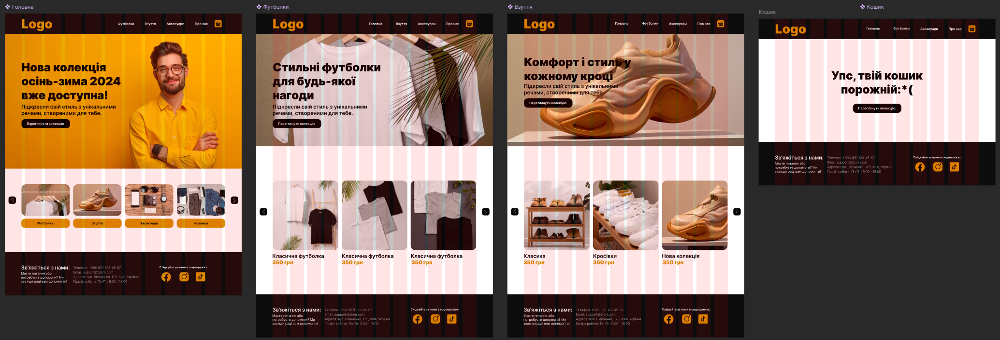 Головна
Logo
Футболки
Взуття
Аксесуари
Про нас
Нова колекція
осінь-зима 2024
вже доступна!
Підкресли свій стиль з унікальними
речами, створеними для тебе.
Переглянути колекцію
Футболки
Взуття
Аксесуари
Новинки
Зв'яжіться з нами:
Маєте питання або
потребуєте допомоги? Ми
завжди раді вам допомогти!
Телефон: +380 (67) 123-45-67
Email: support@store.com
Адреса: вул. Шевченка, 123, Київ, Україна
Графік роботи: Пн-Пт: 9:00 - 18:00
Слідкуйте за нами в соцмережах:
Футболки
Logo
Головна
Взуття
Аксесуари
Про нас
Стильні футболки
для будь-якої
нагоди
Підкресли свій стиль з унікальними
речами, створеними для тебе.
Переглянути колекцію
Класична футболка
350 грн
Класична футболка
350 грн
Класична футболка
350 грн
Зв'яжіться з нами:
Маєте питання або
потребуєте допомоги? Ми
завжди раді вам допомогти!
Телефон: +380 (67) 123-45-67
Email: support@store.com
Адреса: вул. Шевченка, 123, Київ, Україна
Графік роботи: Пн-Пт: 9:00 - 18:00
Слідкуйте за нами в соцмережах:
Взуття
Logo
Головна
Футболки
Аксесуари
Про нас
Комфорт і стиль у
кожному кроці
Підкресли свій стиль з унікальними
речами, створеними для тебе.
Переглянути колекцію
Класика
350 грн
Кросівки
350 грн
Нова колекція
350 грн
Зв'яжіться з нами:
Маєте питання або
потребуєте допомоги? Ми
завжди раді вам допомогти!
Телефон: +380 (67) 123-45-67
Email: support@store.com
Адреса: вул. Шевченка, 123, Київ, Україна
Графік роботи: Пн-Пт: 9:00 - 18:00
Слідкуйте за нами в соцмережах:
Кошик
Кошик
Logo
Головна
Футболки
Аксесуари
Про нас
Упс, твій кошик
порожній:*(
Переглянути колекцію
Зв'яжіться з нами:
Маєте питання або
потребуєте допомоги? Ми
завжди раді вам допомогти!
Телефон: +380 (67) 123-45-67
Email: support@store.com
Адреса: вул. Шевченка, 123, Київ, Україна
Графік роботи: Пн-Пт: 9:00 - 18:00
Слідкуйте за нами в соцмережах: